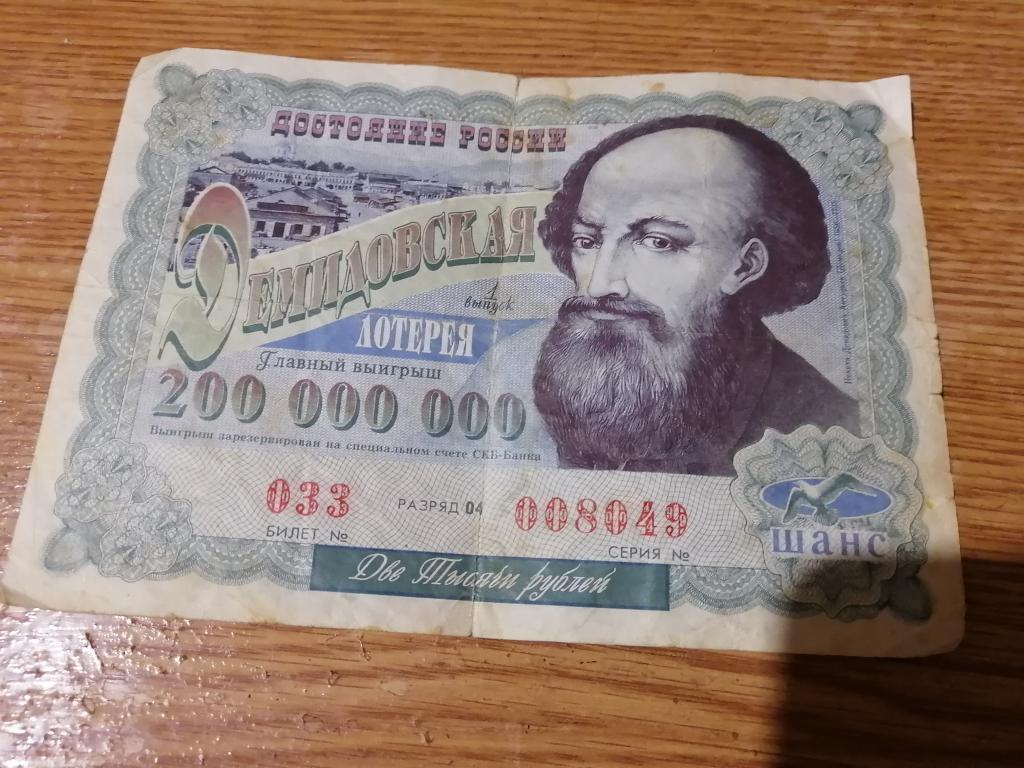 ДОСТОЯНИЕ РОССИИ
ДЕМИДОВСКАЯ
1
выпуск
ЛОТЕРЕЯ
Главный выигрыш
200 000 000
Выигрыш зарезервирован на специальном счете СКБ-Банка
033 РАЗРЯД 04 008049
БИЛЕТ № СЕРИЯ №
шанс
Две Тысячи рублей